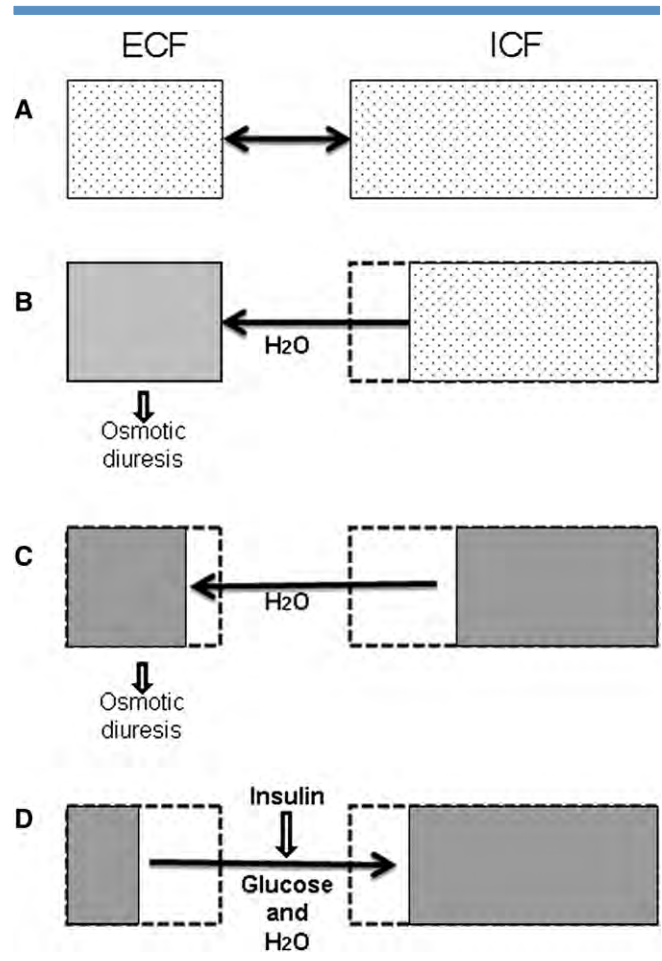 ECF ICF
A
B
H2O
Osmotic
diuresis
C
H2O
Osmotic
diuresis
D
Insulin
Glucose
and
H2O